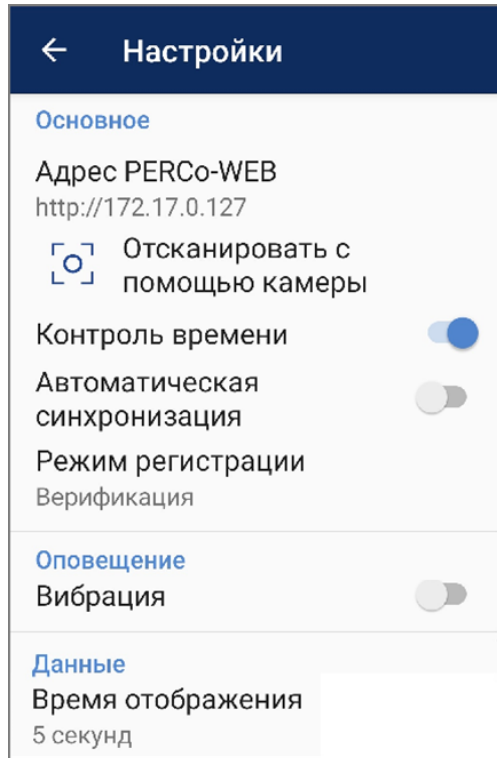 Настройки
Основное
Адрес PERCo-WEB
http://172.17.0.127
Отсканировать с
помощью камеры
Контроль времени
Автоматическая
синхронизация
Режим регистрации
Верификация
Оповещение
Вибрация
Данные
Время отображения
5 секунд